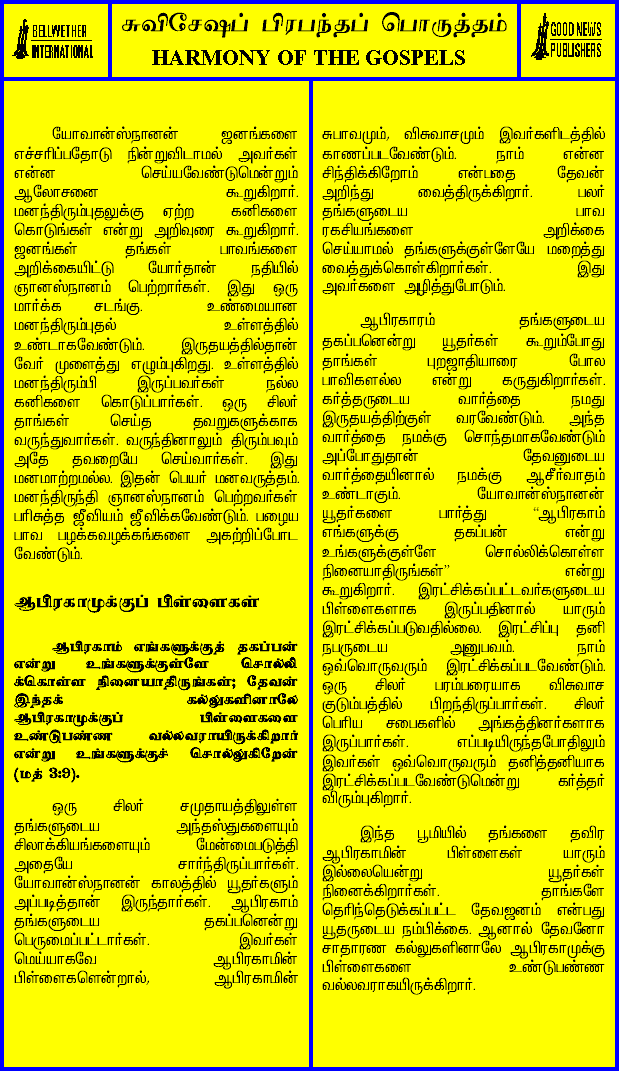 BELLWETHER
INTERNATIONAL
சுவிசேஷப் பிரபந்தப் பொருத்தம்
HARMONY OF THE GOSPELS
GOOD NEWS
PUBLISHERS
யோவான்ஸ்நானன் ஜனங்களை
எச்சரிப்பதோடு நின்றுவிடாமல் அவர்கள்
என்ன செய்யவேண்டுமென்றும்
ஆலோசனை கூறுகிறார்.
மனந்திரும்புதலுக்கு ஏற்ற கனிகளை
கொடுங்கள் என்று அறிவுரை கூறுகிறார்.
ஜனங்கள் தங்கள் பாவங்களை
அறிக்கையிட்டு யோர்தான் நதியில்
ஞானஸ்நானம் பெற்றார்கள். இது ஒரு
மார்க்க சடங்கு. உண்மையான
மனந்திரும்புதல் உள்ளத்தில்
உண்டாகவேண்டும். இருதயத்தில்தான்
வேர் முளைத்து எழும்புகிறது. உள்ளத்தில்
மனந்திரும்பி இருப்பவர்கள் நல்ல
கனிகளை கொடுப்பார்கள். ஒரு சிலர்
தாங்கள் செய்த தவறுகளுக்காக
வருந்துவார்கள். வருந்தினாலும் திரும்பவும்
அதே தவறையே செய்வார்கள். இது
மனமாற்றமல்ல. இதன் பெயர் மனவருத்தம்.
மனந்திருந்தி ஞானஸ்நானம் பெற்றவர்கள்
பரிசுத்த ஜீவியம் ஜீவிக்கவேண்டும். பழைய
பாவ பழக்கவழக்கங்களை அகற்றிப்போட
வேண்டும்.
ஆபிரகாமுக்குப் பிள்ளைகள்
ஆபிரகாம் எங்களுக்குத் தகப்பன்
என்று உங்களுக்குள்ளே சொல்லி
க்கொள்ள நினையாதிருங்கள்; தேவன்
இந்தக் கல்லுகளினாலே
ஆபிரகாமுக்குப் பிள்ளைகளை
உண்டுபண்ண வல்லவராயிருக்கிறார்
என்று உங்களுக்குச் சொல்லுகிறேன்
(மத் 3:9).
ஒரு சிலர் சமுதாயத்திலுள்ள
தங்களுடைய அந்தஸ்துகளையும்
சிலாக்கியங்களையும் மேன்மைபடுத்தி
அதையே சார்ந்திருப்பார்கள்.
யோவான்ஸ்நானன் காலத்தில் யூதர்களும்
அப்படித்தான் இருந்தார்கள். ஆபிரகாம்
தங்களுடைய தகப்பனென்று
பெருமைப்பட்டார்கள். இவர்கள்
மெய்யாகவே ஆபிரகாமின்
பிள்ளைகளென்றால், ஆபிரகாமின்
சுபாவமும், விசுவாசமும் இவர்களிடத்தில்
காணப்படவேண்டும். நாம் என்ன
சிந்திக்கிறோம் என்பதை தேவன்
அறிந்து வைத்திருக்கிறார். பலர்
தங்களுடைய பாவ
ரகசியங்களை அறிக்கை
செய்யாமல் தங்களுக்குள்ளேயே மறைத்து
வைத்துக்கொள்கிறார்கள். இது
அவர்களை அழித்துபோடும்.
ஆபிரகாரம் தங்களுடைய
தகப்பனென்று யூதர்கள் கூறும்போது
தாங்கள் புறஜாதியாரை போல
பாவிகளல்ல என்று கருதுகிறார்கள்.
கர்த்தருடைய வார்த்தை நமது
இருதயத்திற்குள் வரவேண்டும். அந்த
வார்த்தை நமக்கு சொந்தமாகவேண்டும்
அப்போதுதான் தேவனுடைய
வார்த்தையினால் நமக்கு ஆசீர்வாதம்
உண்டாகும். யோவான்ஸ்நானன்
யூதர்களை பார்த்து “ஆபிரகாம்
எங்களுக்கு தகப்பன் என்று
உங்களுக்குள்ளே சொல்லிக்கொள்ள
நினையாதிருங்கள்” என்று
கூறுகிறார். இரட்சிக்கப்பட்டவர்களுடைய
பிள்ளைகளாக இருப்பதினால் யாரும்
இரட்சிக்கப்படுவதில்லை. இரட்சிப்பு தனி
நபருடைய அனுபவம். நாம்
ஒவ்வொருவரும் இரட்சிக்கப்படவேண்டும்.
ஒரு சிலர் பரம்பரையாக விசுவாச
குடும்பத்தில் பிறந்திருப்பார்கள். சிலர்
பெரிய சபைகளில் அங்கத்தினர்களாக
இருப்பார்கள். எப்படியிருந்தபோதிலும்
இவர்கள் ஒவ்வொருவரும் தனித்தனியாக
இரட்சிக்கப்படவேண்டுமென்று கர்த்தர்
விரும்புகிறார்.
இந்த பூமியில் தங்களை தவிர
ஆபிரகாமின் பிள்ளைகள் யாரும்
இல்லையென்று யூதர்கள்
நினைக்கிறார்கள். தாங்களே
தெரிந்தெடுக்கப்பட்ட தேவஜனம் என்பது
யூதருடைய நம்பிக்கை. ஆனால் தேவனோ
சாதாரண கல்லுகளினாலே ஆபிரகாமுக்கு
பிள்ளைகளை உண்டுபண்ண
வல்லவராயிருக்கிறார்.